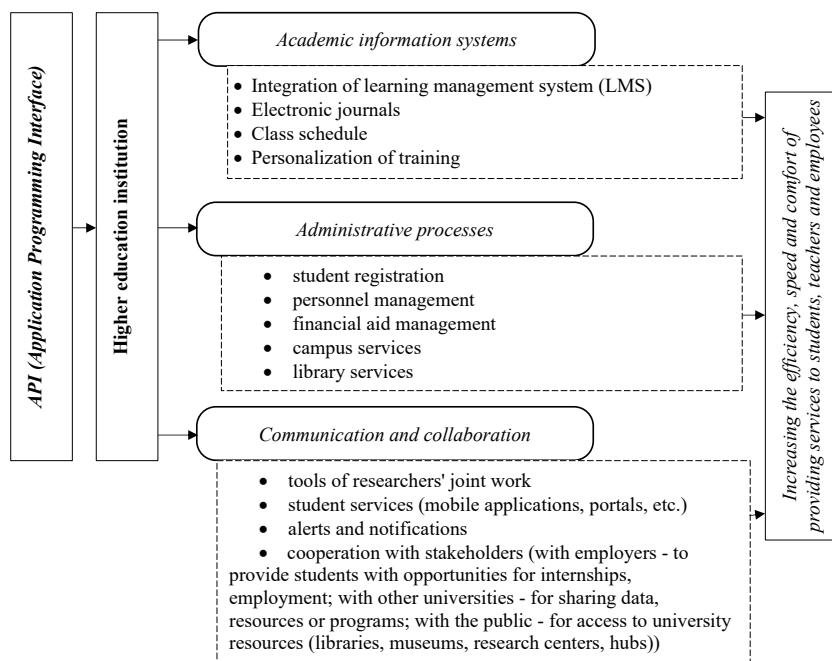 API (Application Programming Interface)
Higher education institution
Academic information systems
• Integration of learning management system (LMS)
• Electronic journals
• Class schedule
• Personalization of training
Administrative processes
• student registration
• personnel management
• financial aid management
• campus services
• library services
Communication and collaboration
• tools of researchers' joint work
• student services (mobile applications, portals, etc.)
• alerts and notifications
• cooperation with stakeholders (with employers - to
provide students with opportunities for internships,
employment; with other universities - for sharing data,
resources or programs; with the public - for access to university
resources (libraries, museums, research centers, hubs))
Increasing the efficiency, speed and comfort of
providing services to students, teachers and employees